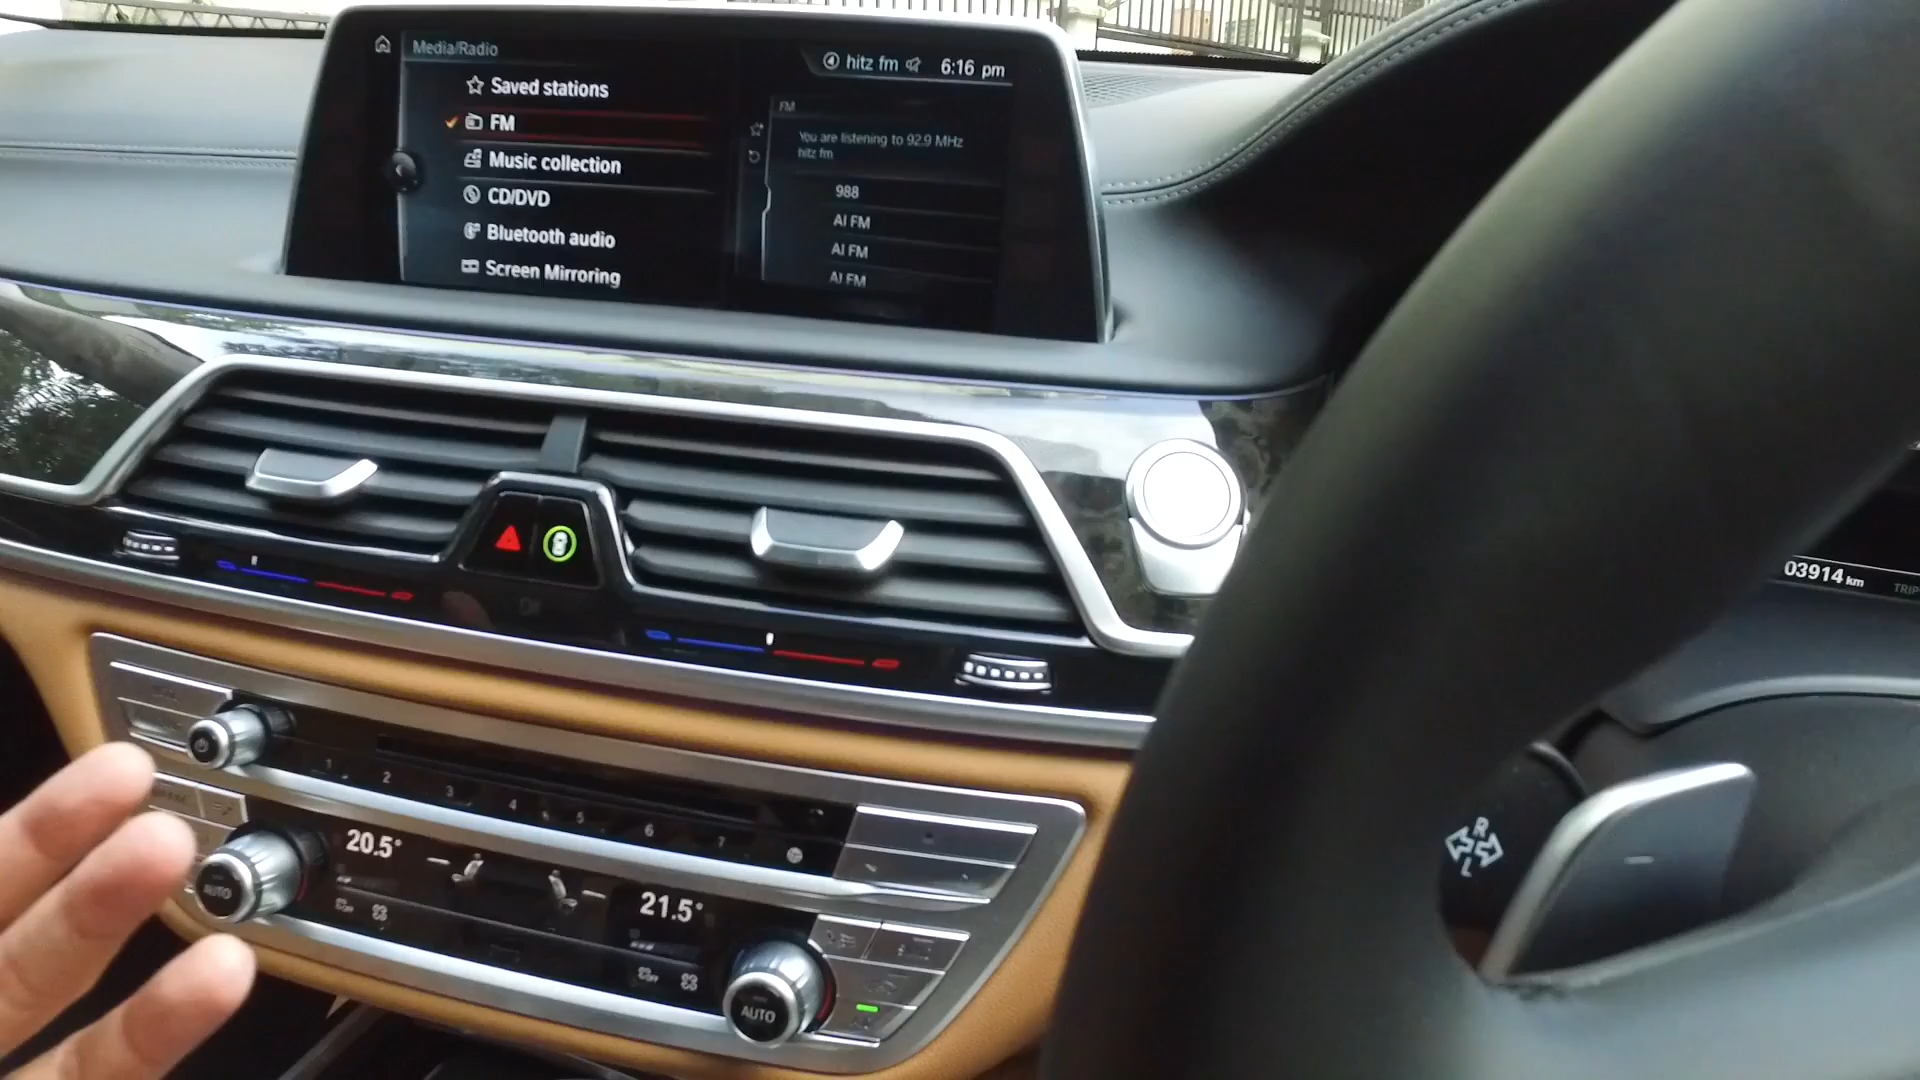 Media/Radio
hitz fm
6:16 pm
Saved stations
FM
Music collection
CD/DVD
Bluetooth audio
Screen Mirroring
FM
You are listening to 92.9 MHz
hitz fm
988
AI FM
AI FM
AI FM
03914 km
TRIP
1 2 3 4 5 6 7
20.5°
AUTO
OFF
21.5°
OFF
AUTO
R
L